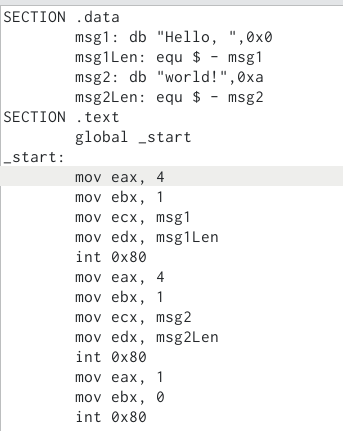 SECTION .data
msg1: db "Hello, ",0x0
msg1Len: equ $ - msg1
msg2: db "world!",0xa
msg2Len: equ $ - msg2
SECTION .text
global _start
_start:
mov eax, 4
mov ebx, 1
mov ecx, msg1
mov edx, msg1Len
int 0x80
mov eax, 4
mov ebx, 1
mov ecx, msg2
mov edx, msg2Len
int 0x80
mov eax, 1
mov ebx, 0
int 0x80